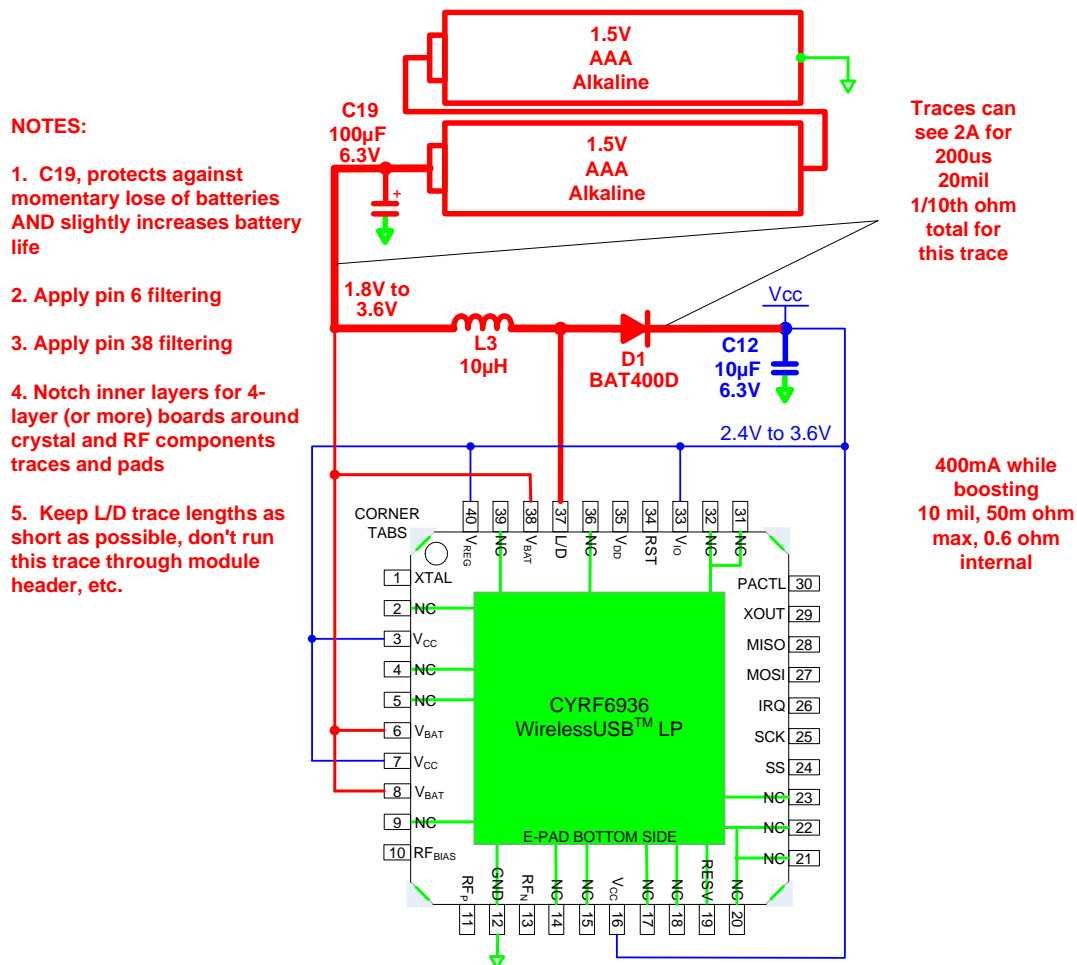 1.5V
AAA
Alkaline
1.5V
AAA
Alkaline
C19
100µF
6.3V
+
NOTES:
1. C19, protects against
momentary lose of batteries
AND slightly increases battery
life
2. Apply pin 6 filtering
3. Apply pin 38 filtering
4. Notch inner layers for 4-
layer (or more) boards around
crystal and RF components
traces and pads
5. Keep L/D trace lengths as
short as possible, don't run
this trace through module
header, etc.
Traces can
see 2A for
200us
20mil
1/10th ohm
total for
this trace
1.8V to
3.6V
L3
10µH
D1
BAT400D
Vcc
C12
10µF
6.3V
2.4V to 3.6V
400mA while
boosting
10 mil, 50m ohm
max, 0.6 ohm
internal
CORNER
TABS
40 VREG
39 NC
38 VBAT
37 L/D
36 NC
35 VDD
34 RST
33 VIO
32 NC
31 NC
1 XTAL
2 NC
3 VCC
4 NC
5 NC
6 VBAT
7 VCC
8 VBAT
9 NC
10 RFBIAS
PACTL 30
XOUT 29
MISO 28
MOSI 27
IRQ 26
SCK 25
SS 24
NC 23
NC 22
NC 21
CYRF6936
WirelessUSB™ LP
E-PAD BOTTOM SIDE
RFP 11
GND 12
RFN 13
NC 14
NC 15
VCC 16
NC 17
NC 18
RESV 19
NC 20